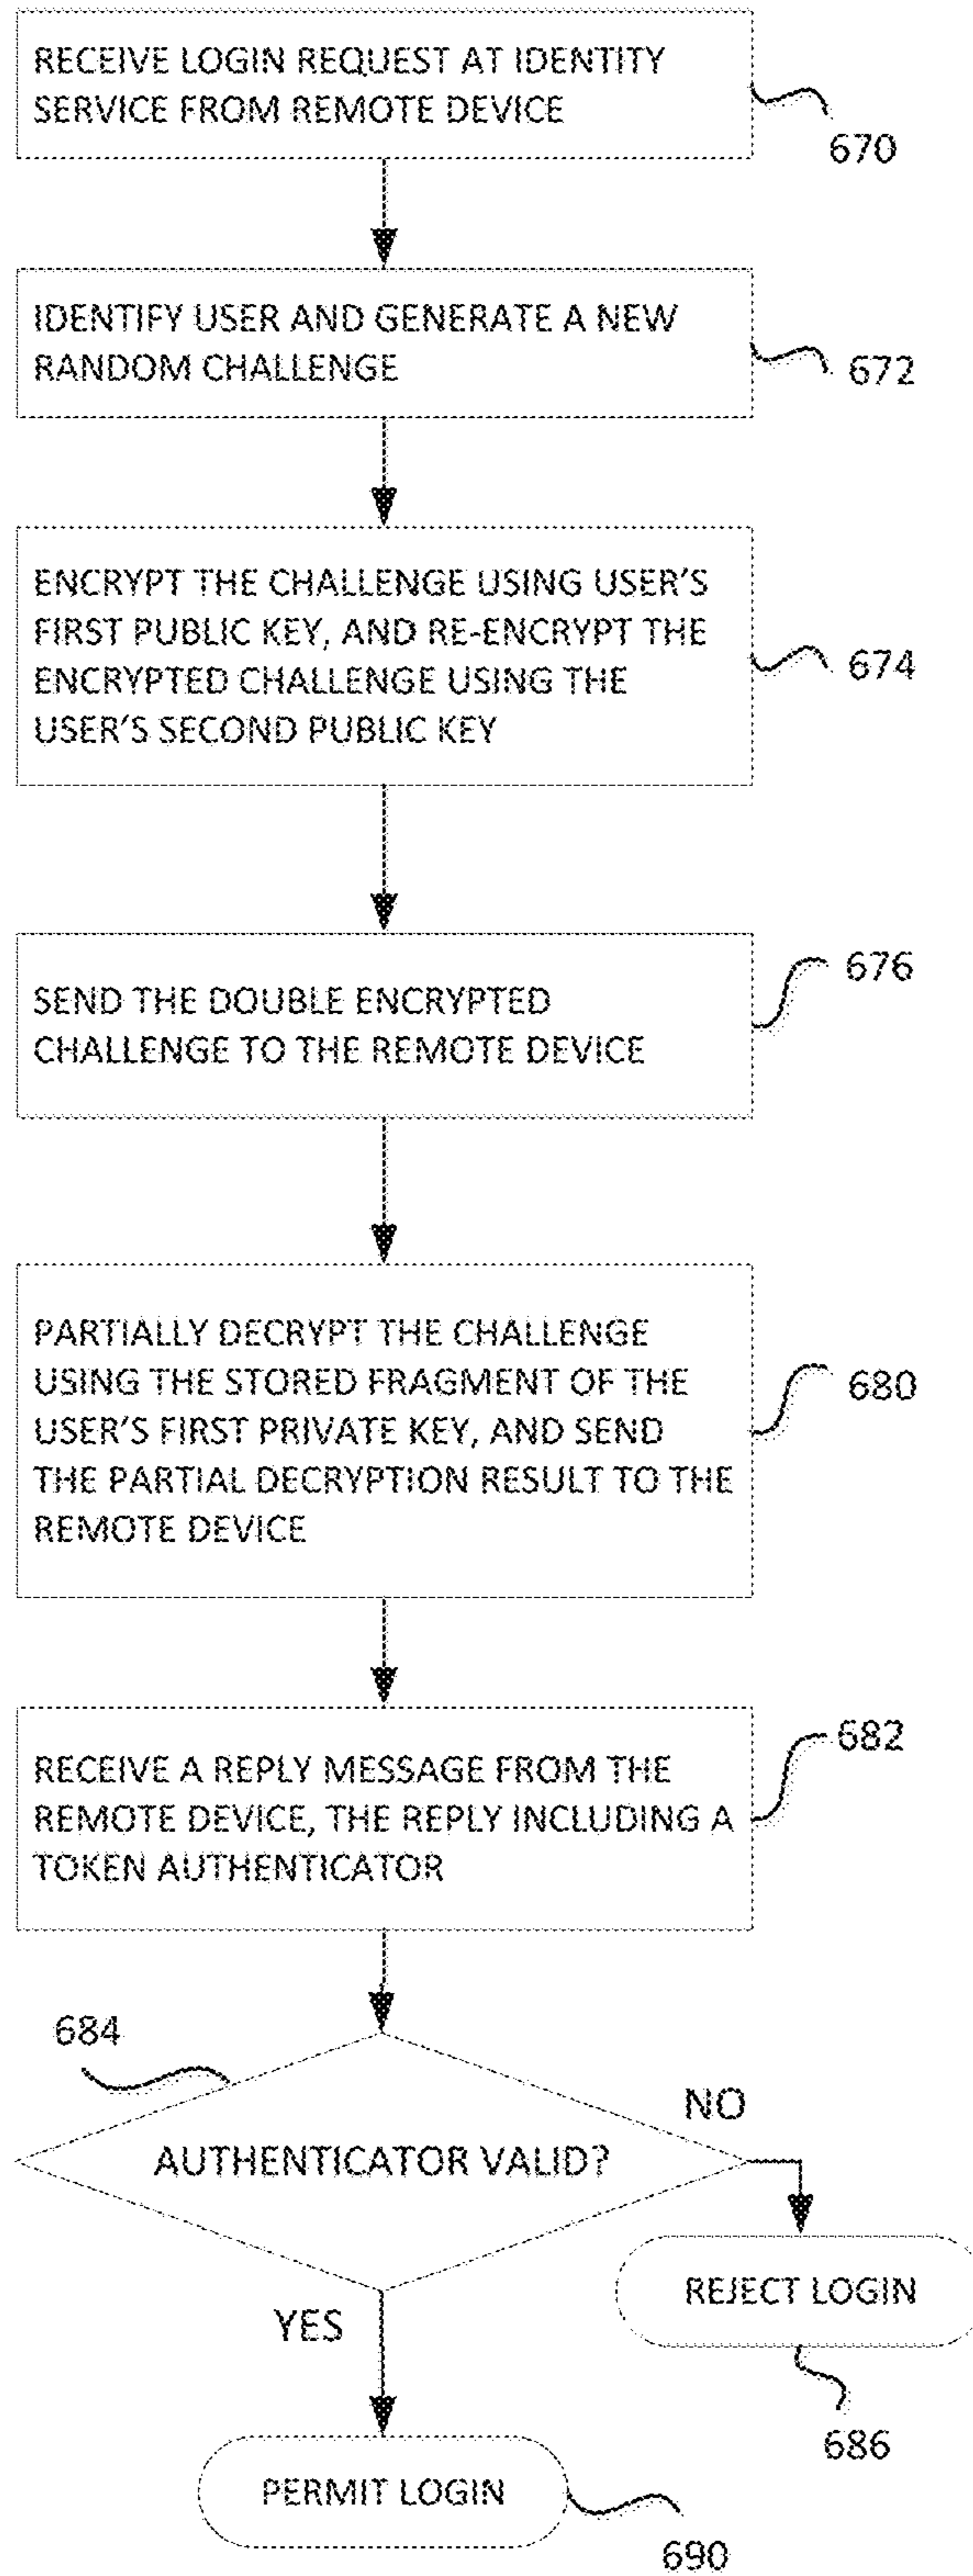 RECEIVE LOGIN REQUEST AT IDENTITY
SERVICE FROM REMOTE DEVICE
670
IDENTIFY USER AND GENERATE A NEW
RANDOM CHALLENGE
672
ENCRYPT THE CHALLENGE USING USER'S
FIRST PUBLIC KEY, AND RE-ENCRYPT THE
ENCRYPTED CHALLENGE USING THE
USER'S SECOND PUBLIC KEY
674
SEND THE DOUBLE ENCRYPTED
CHALLENGE TO THE REMOTE DEVICE
676
PARTIALLY DECRYPT THE CHALLENGE
USING THE STORED FRAGMENT OF THE
USER'S FIRST PRIVATE KEY, AND SEND
THE PARTIAL DECRYPTION RESULT TO THE
REMOTE DEVICE
680
RECEIVE A REPLY MESSAGE FROM THE
REMOTE DEVICE, THE REPLY INCLUDING A
TOKEN AUTHENTICATOR
682
684
AUTHENTICATOR VALID?
NO
REJECT LOGIN
686
YES
PERMIT LOGIN
690